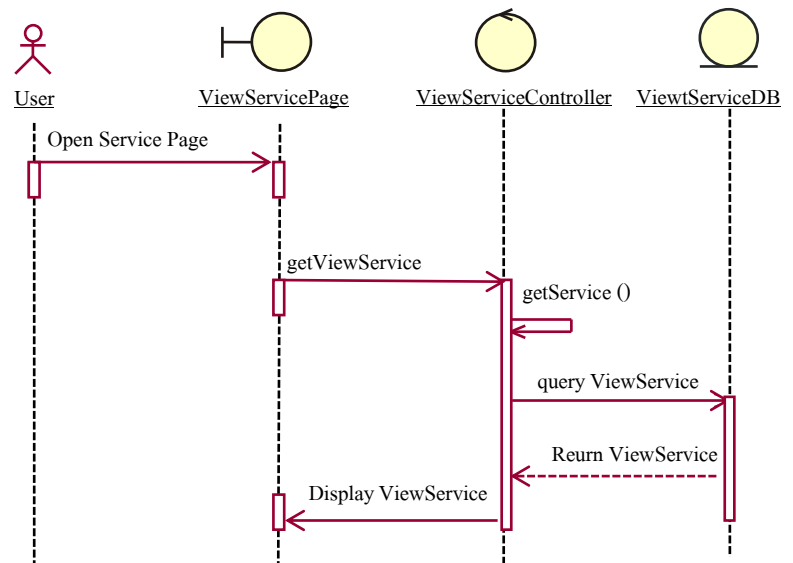 User
ViewServicePage
ViewServiceController
ViewtServiceDB
Open Service Page
getViewService
getService ()
query ViewService
Reurn ViewService
Display ViewService